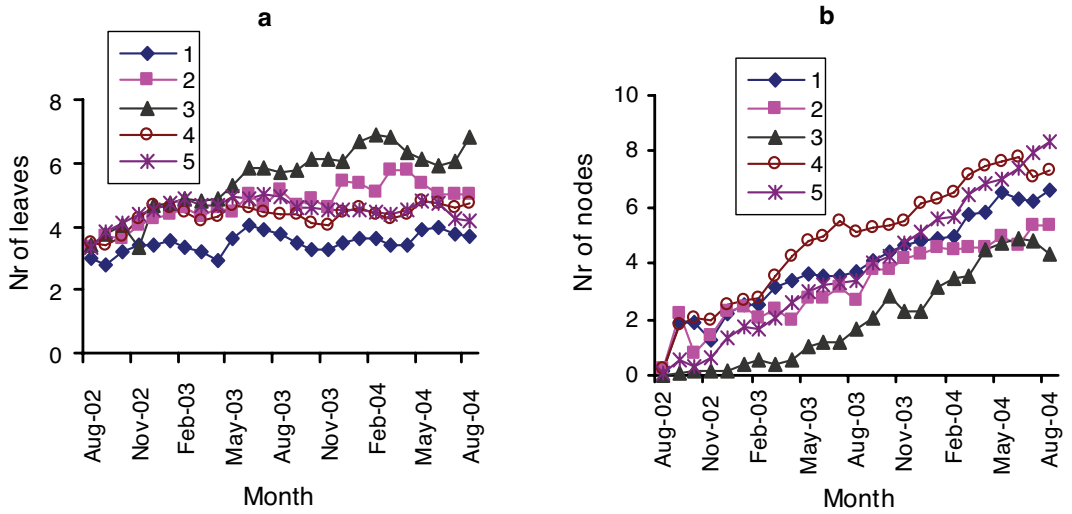 a
1
2
3
4
5
8
6
4
2
0
Nr of leaves
Aug-02
Nov-02
Feb-03
May-03
Aug-03
Nov-03
Feb-04
May-04
Aug-04
Month
b
1
2
3
4
5
10
8
6
4
2
0
Nr of nodes
Aug-02
Nov-02
Feb-03
May-03
Aug-03
Nov-03
Feb-04
May-04
Aug-04
Month